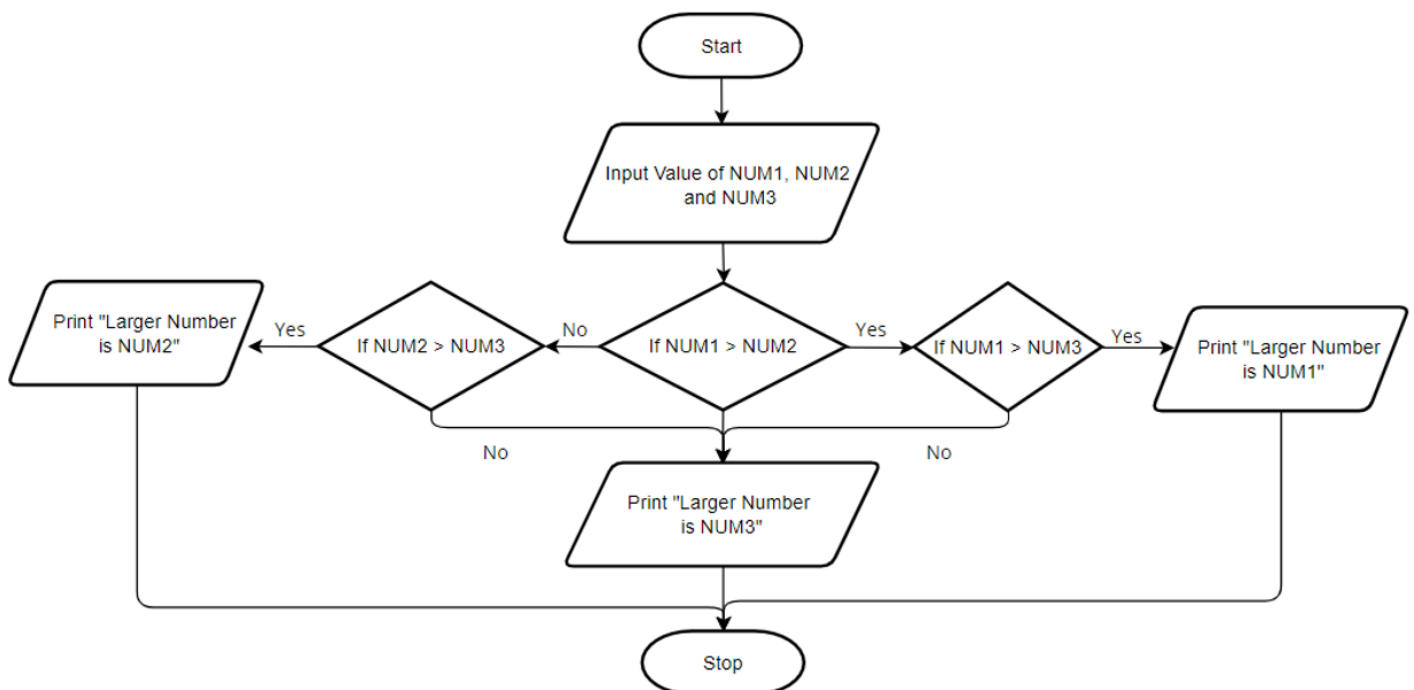 Start
Input Value of NUM1, NUM2
and NUM3
Print "Larger Number
is NUM2"
Yes
If NUM2 > NUM3
No
If NUM1 > NUM2
Yes
If NUM1 > NUM3
Yes
Print "Larger Number
is NUM1"
No
No
Print "Larger Number
is NUM3"
Stop